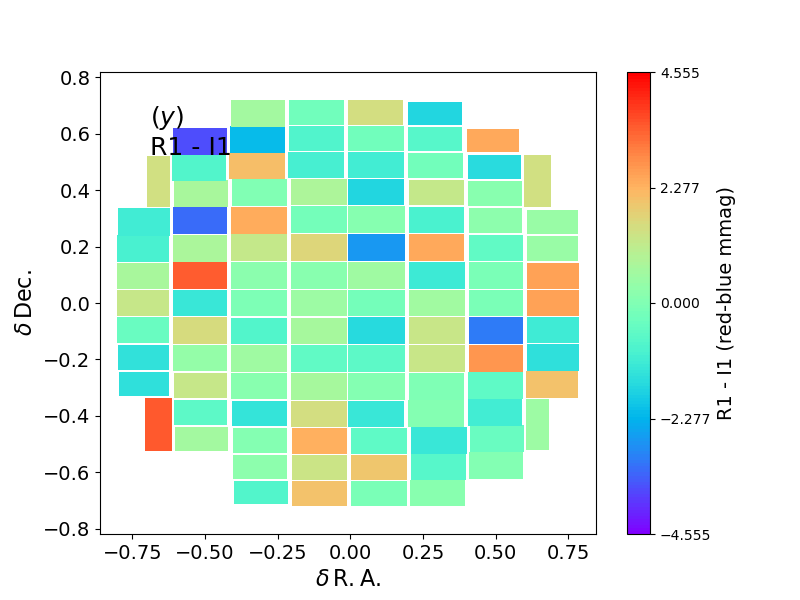 (y)
R1 - I1
0.8
0.6
0.4
0.2
0.0
−0.2
−0.4
−0.6
−0.8
δ Dec.
−0.75 −0.50 −0.25 0.00 0.25 0.50 0.75
δ R. A.
4.555
2.277
0.000
−2.277
−4.555
R1 - I1 (red-blue mmag)